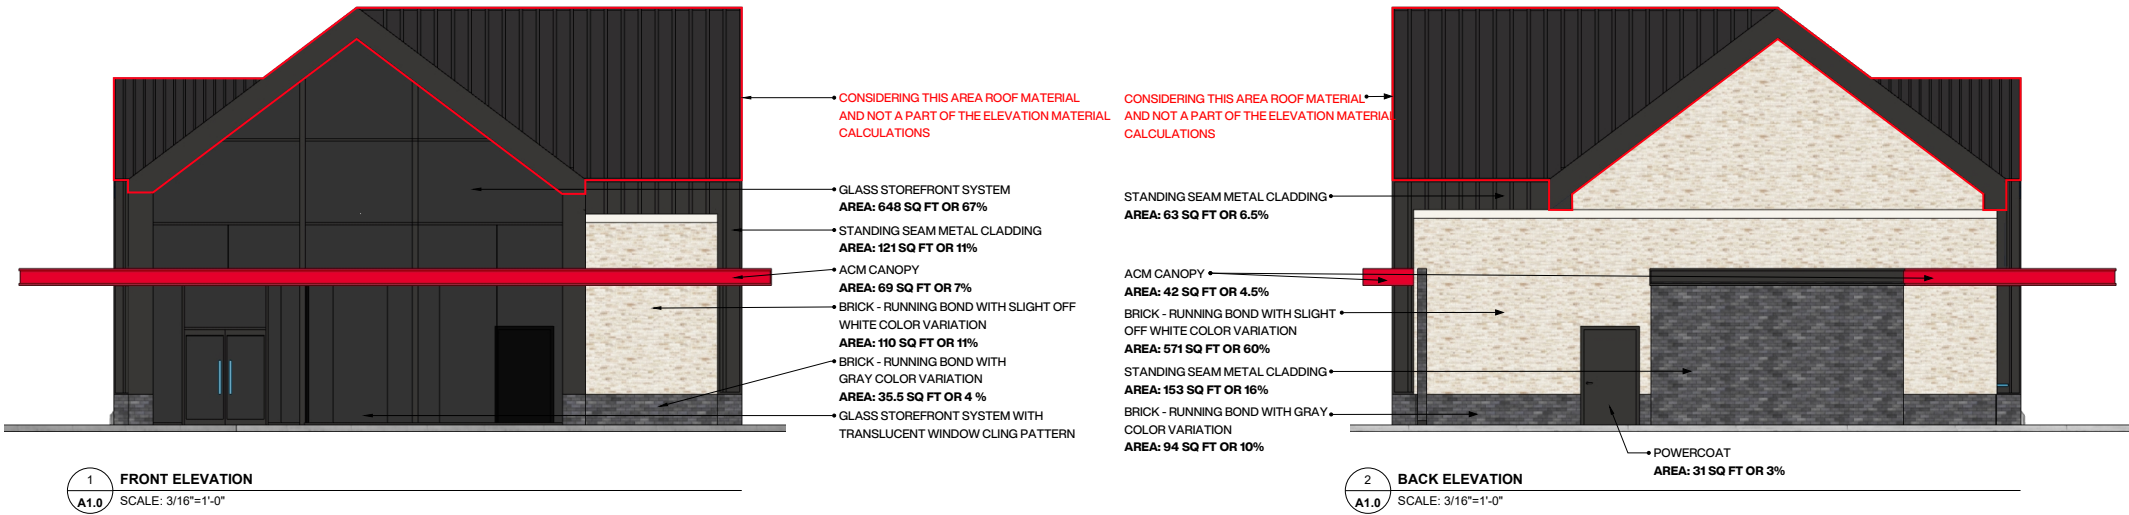 CONSIDERING THIS AREA ROOF MATERIAL
AND NOT A PART OF THE ELEVATION MATERIAL
CALCULATIONS
GLASS STOREFRONT SYSTEM
AREA: 648 SQ FT OR 67%
STANDING SEAM METAL CLADDING
AREA: 121 SQ FT OR 11%
ACM CANOPY
AREA: 69 SQ FT OR 7%
BRICK - RUNNING BOND WITH SLIGHT OFF
WHITE COLOR VARIATION
AREA: 110 SQ FT OR 11%
BRICK - RUNNING BOND WITH
GRAY COLOR VARIATION
AREA: 35.5 SQ FT OR 4 %
GLASS STOREFRONT SYSTEM WITH
TRANSLUCENT WINDOW CLING PATTERN
1
A1.0
FRONT ELEVATION
SCALE: 3/16"=1'-0"
CONSIDERING THIS AREA ROOF MATERIAL
AND NOT A PART OF THE ELEVATION MATERIAL
CALCULATIONS
STANDING SEAM METAL CLADDING
AREA: 63 SQ FT OR 6.5%
ACM CANOPY
AREA: 42 SQ FT OR 4.5%
BRICK - RUNNING BOND WITH SLIGHT
OFF WHITE COLOR VARIATION
AREA: 571 SQ FT OR 60%
STANDING SEAM METAL CLADDING
AREA: 153 SQ FT OR 16%
BRICK - RUNNING BOND WITH GRAY
COLOR VARIATION
AREA: 94 SQ FT OR 10%
POWERCOAT
AREA: 31 SQ FT OR 3%
2
A1.0
BACK ELEVATION
SCALE: 3/16"=1'-0"